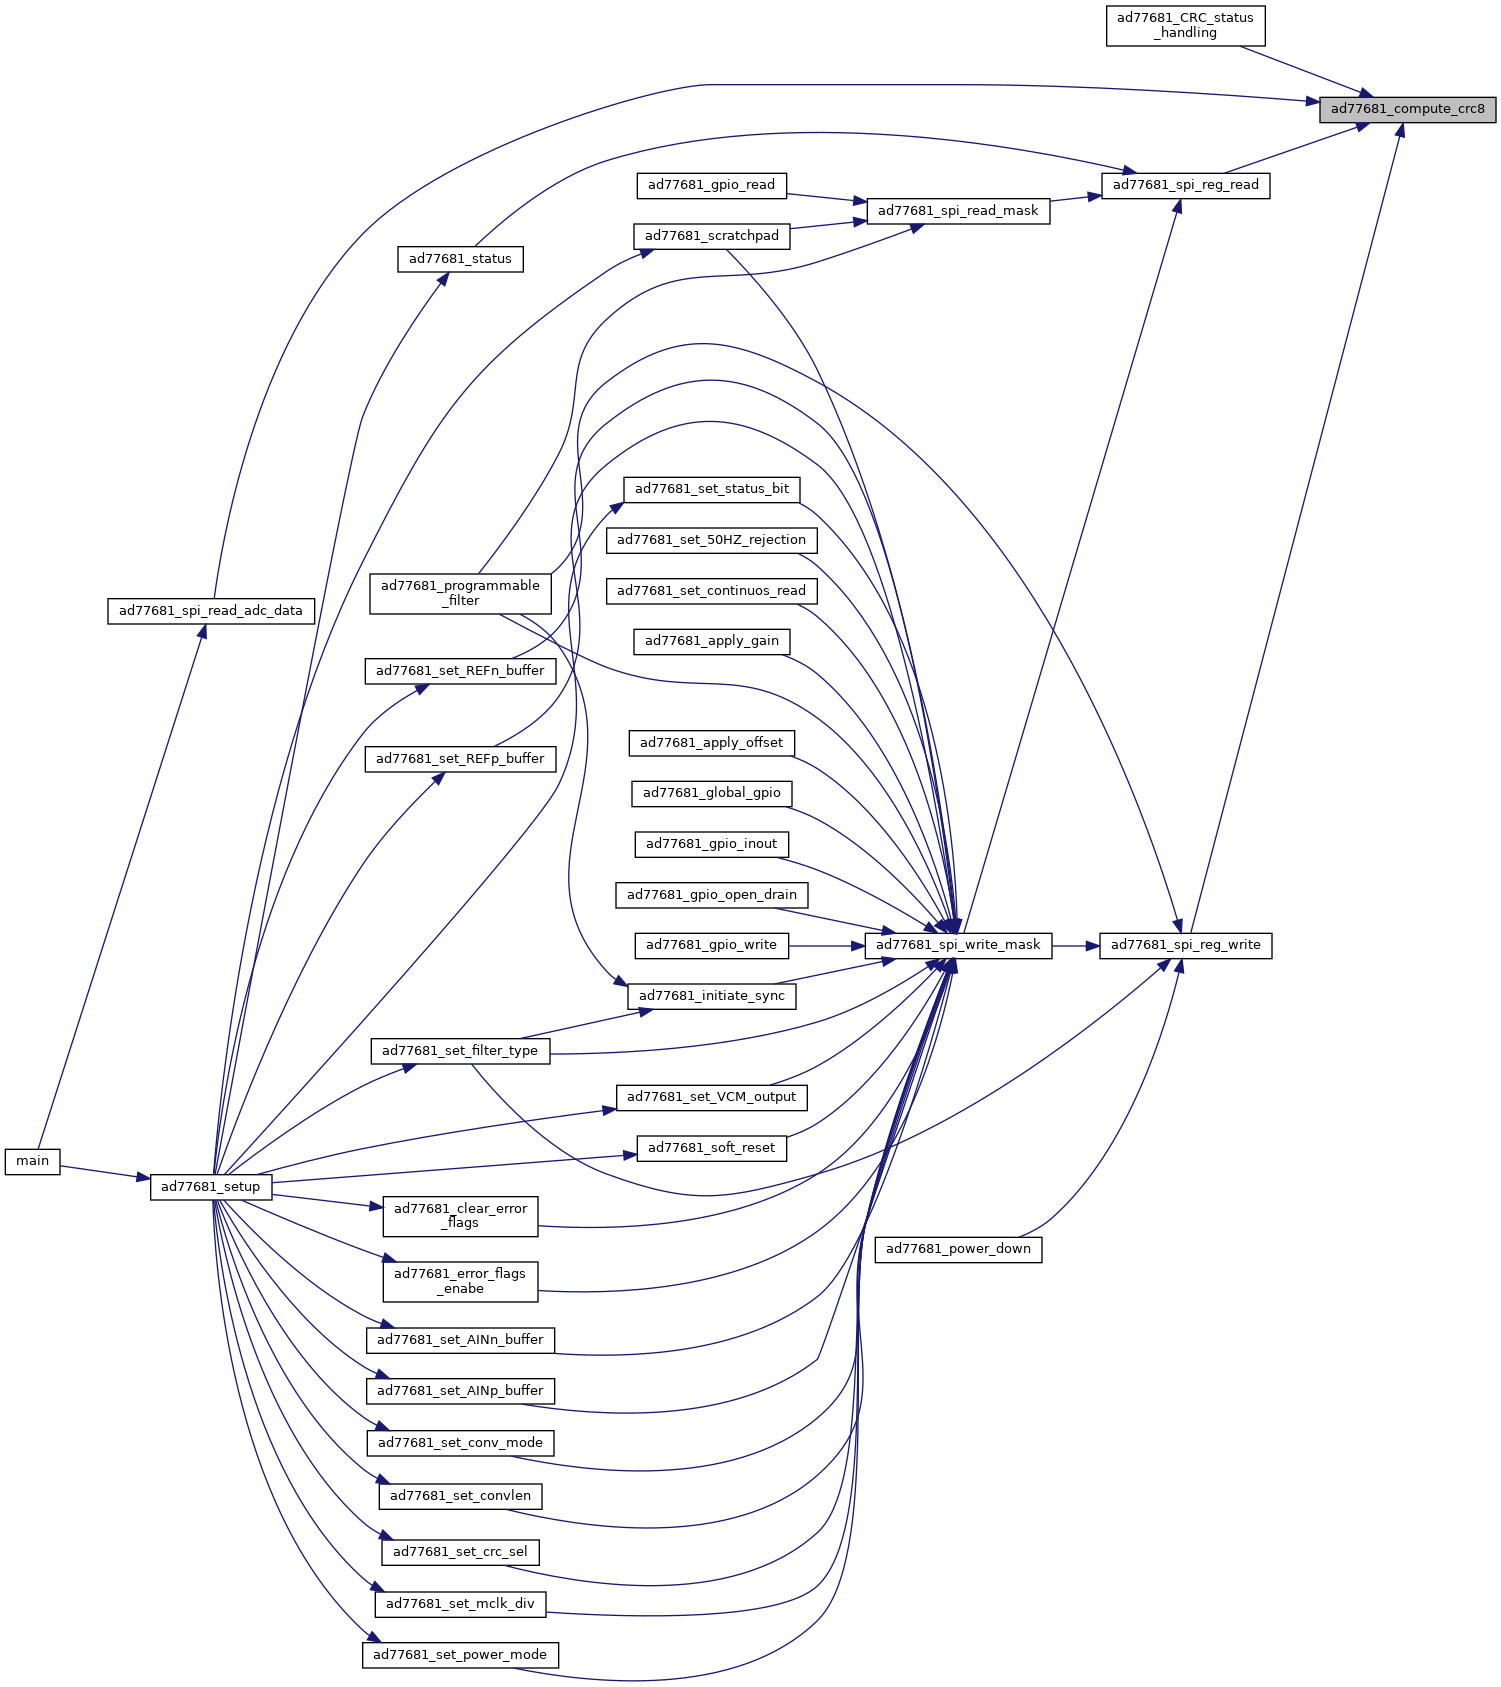 ad77681_CRC_status
_handling
ad77681_compute_crc8
ad77681_gpio_read
ad77681_spi_reg_read
ad77681_spi_read_mask
ad77681_scratchpad
ad77681_status
ad77681_set_status_bit
ad77681_set_50HZ_rejection
ad77681_programmable
_filter
ad77681_set_continuos_read
ad77681_spi_read_adc_data
ad77681_apply_gain
ad77681_set_REFn_buffer
ad77681_apply_offset
ad77681_set_REFp_buffer
ad77681_global_gpio
ad77681_gpio_inout
ad77681_gpio_open_drain
ad77681_gpio_write
ad77681_spi_write_mask
ad77681_spi_reg_write
ad77681_initiate_sync
ad77681_set_filter_type
ad77681_set_VCM_output
ad77681_soft_reset
main
ad77681_setup
ad77681_clear_error
_flags
ad77681_power_down
ad77681_error_flags
_enabe
ad77681_set_AINn_buffer
ad77681_set_AINp_buffer
ad77681_set_conv_mode
ad77681_set_convlen
ad77681_set_crc_sel
ad77681_set_mclk_div
ad77681_set_power_mode